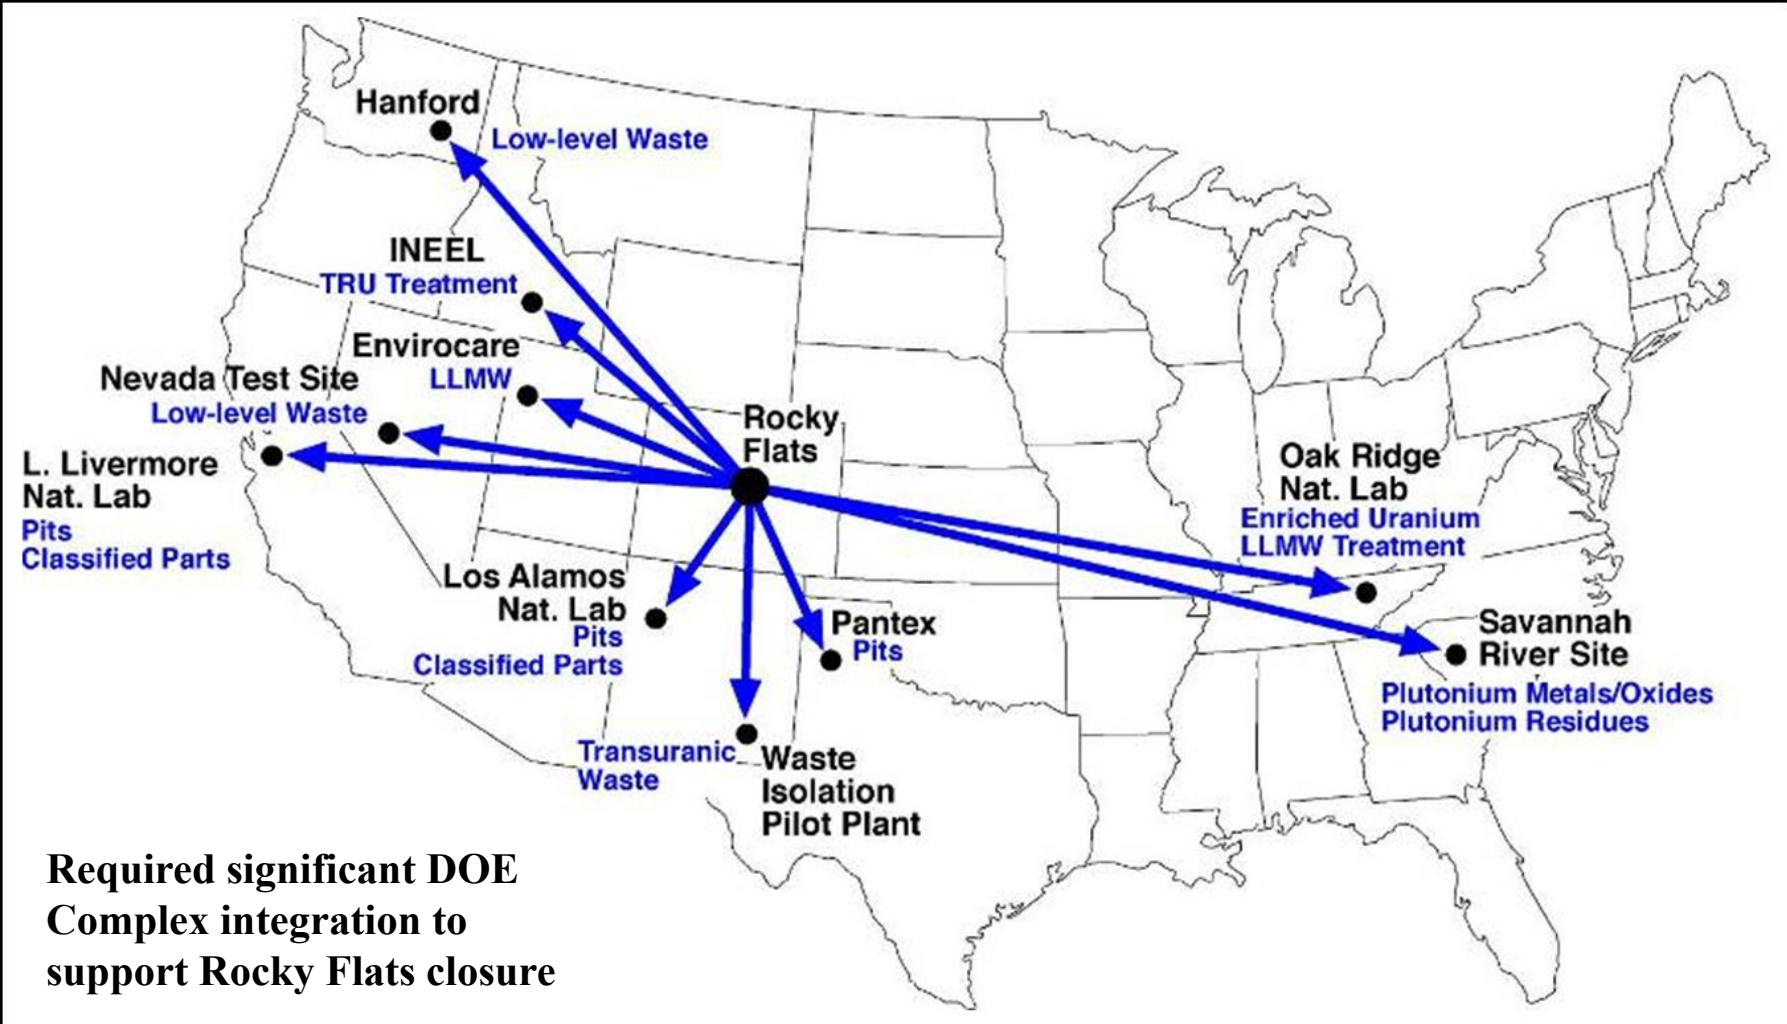 Hanford
Low-level Waste
INEEL
TRU Treatment
Envirocare
LLMW
Nevada Test Site
Low-level Waste
L. Livermore
Nat. Lab
Pits
Classified Parts
Rocky
Flats
Oak Ridge
Nat. Lab
Enriched Uranium
LLMW Treatment
Los Alamos
Nat. Lab
Pits
Classified Parts
Pantex
Pits
Savannah
River Site
Plutonium Metals/Oxides
Plutonium Residues
Transuranic
Waste
Waste
Isolation
Pilot Plant
Required significant DOE
Complex integration to
support Rocky Flats closure